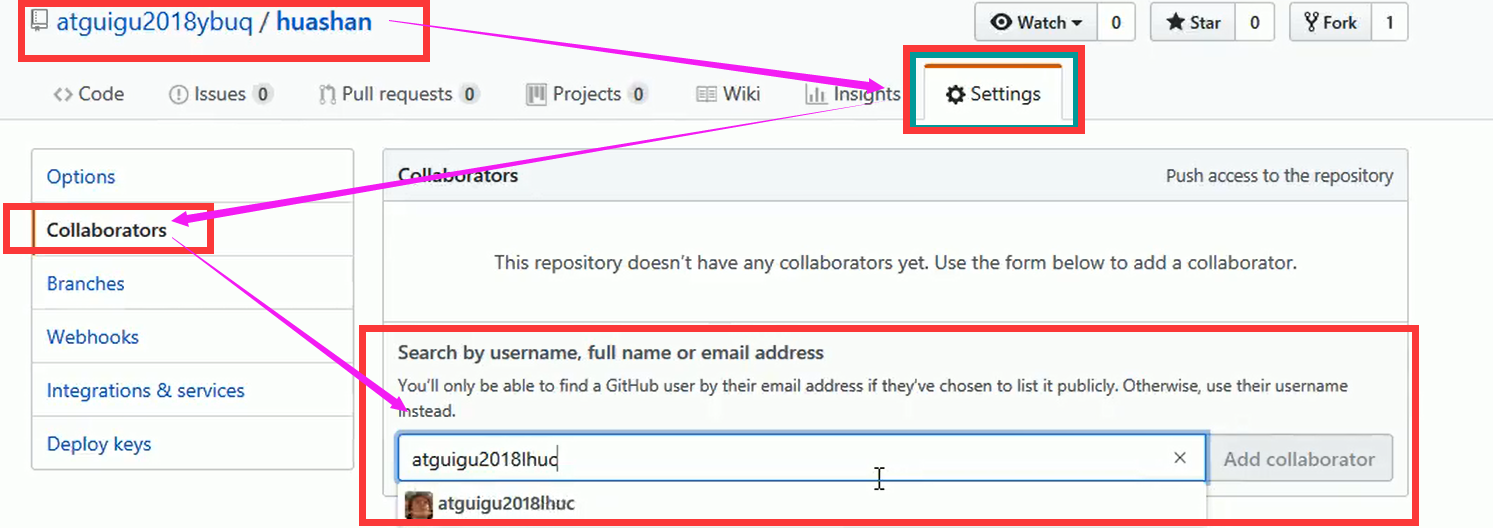 atguigu2018ybuq / huashan
Watch 0 Star 0 Fork 1
Code Issues 0 Pull requests 0 Projects 0 Wiki Insights Settings
Options
Collaborators
Branches
Webhooks
Integrations & services
Deploy keys
Collaborators Push access to the repository
This repository doesn't have any collaborators yet. Use the form below to add a collaborator.
Search by username, full name or email address
You'll only be able to find a GitHub user by their email address if they've chosen to list it publicly. Otherwise, use their username
instead.
atguigu2018lhuc Add collaborator
atguigu2018lhuc